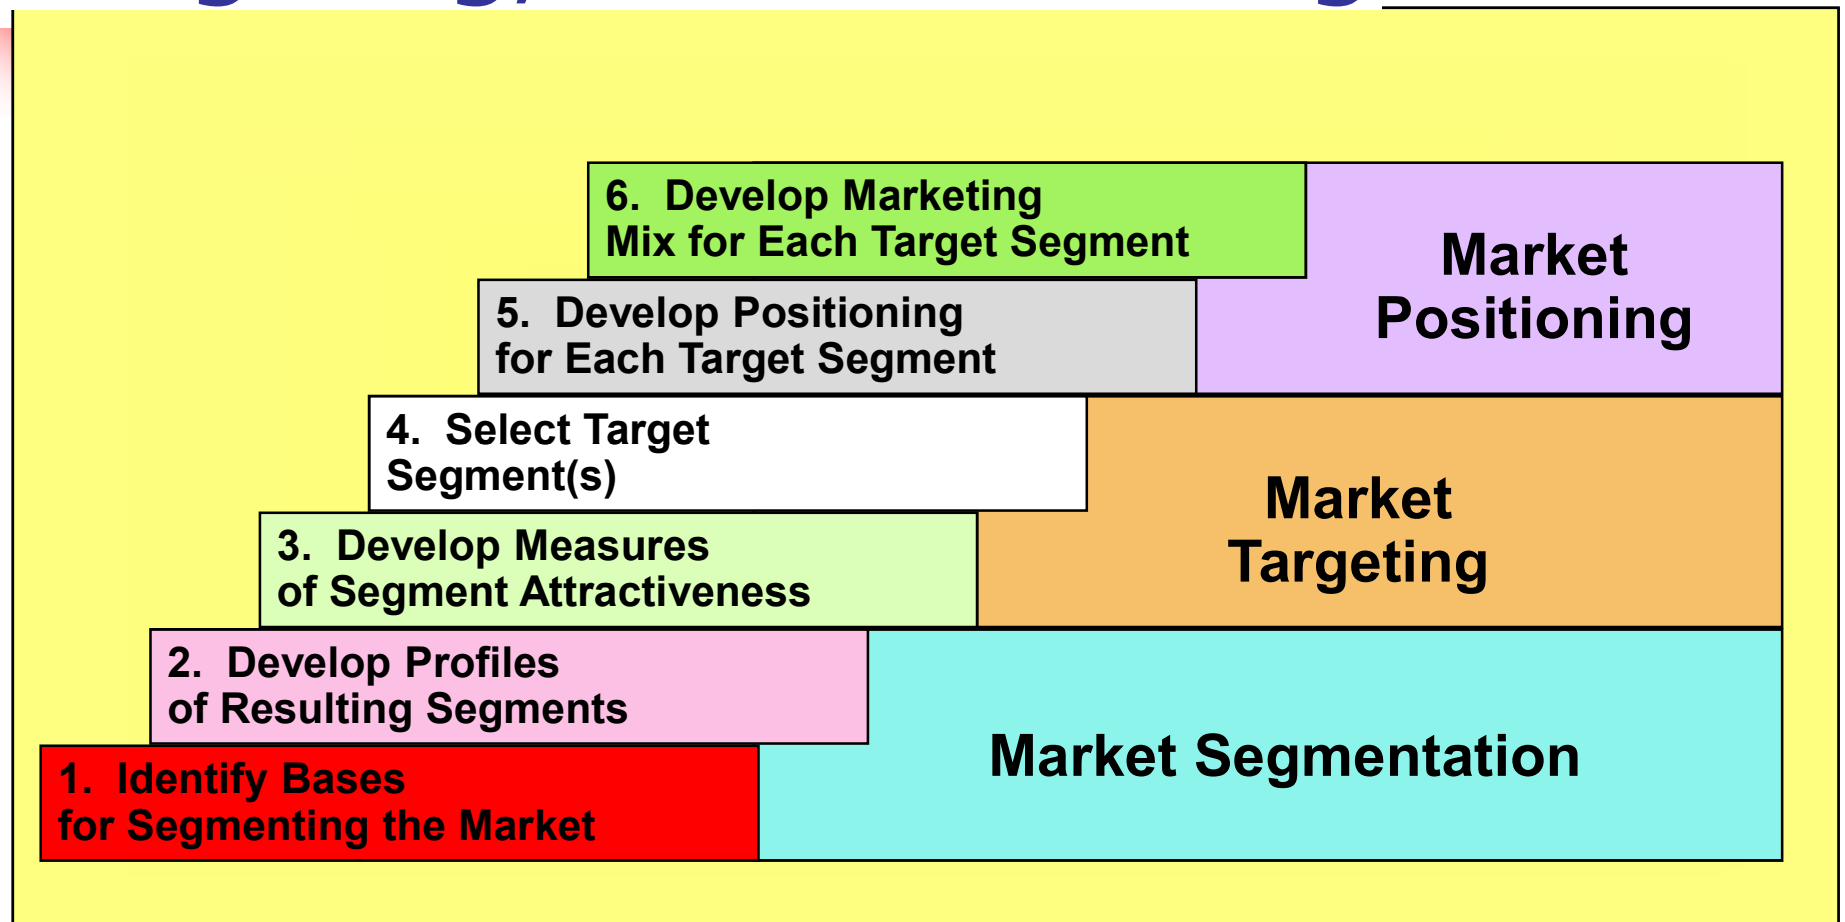 6. Develop Marketing
Mix for Each Target Segment
Market
Positioning
5. Develop Positioning
for Each Target Segment
4. Select Target
Segment(s)
Market
Targeting
3. Develop Measures
of Segment Attractiveness
2. Develop Profiles
of Resulting Segments
Market Segmentation
1. Identify Bases
for Segmenting the Market